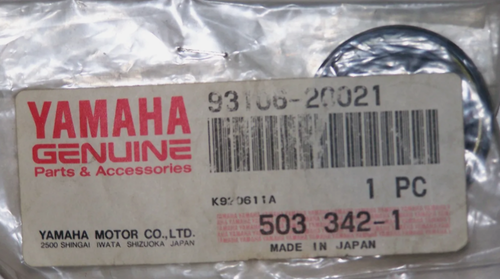 93106-20021
YAMAHA
GENUINE
Parts & Accessories
K920611A
1 PC
YAMAHA MOTOR CO.,LTD.
2500 SHINGAI IWATA SHIZUOKA JAPAN
503 342-1
MADE IN JAPAN